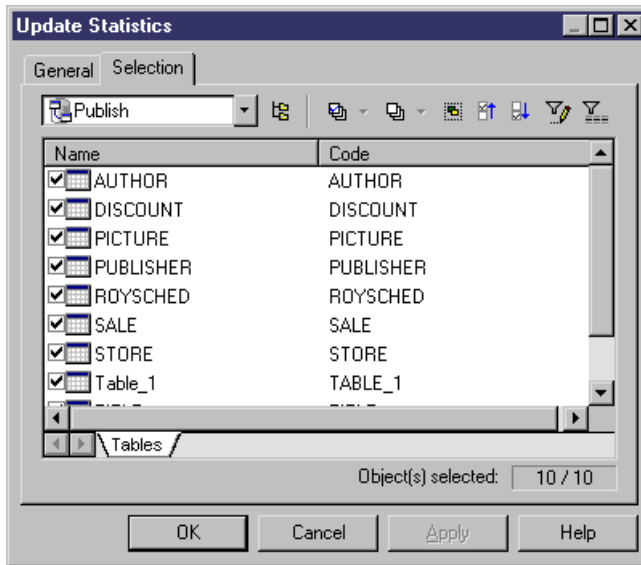 Update Statistics
General Selection
Publish
Name Code
AUTHOR AUTHOR
DISCOUNT DISCOUNT
PICTURE PICTURE
PUBLISHER PUBLISHER
ROYSCHED ROYSCHED
SALE SALE
STORE STORE
Table_1 TABLE_1
Tables
Object(s) selected: 10 / 10
OK Cancel Apply Help